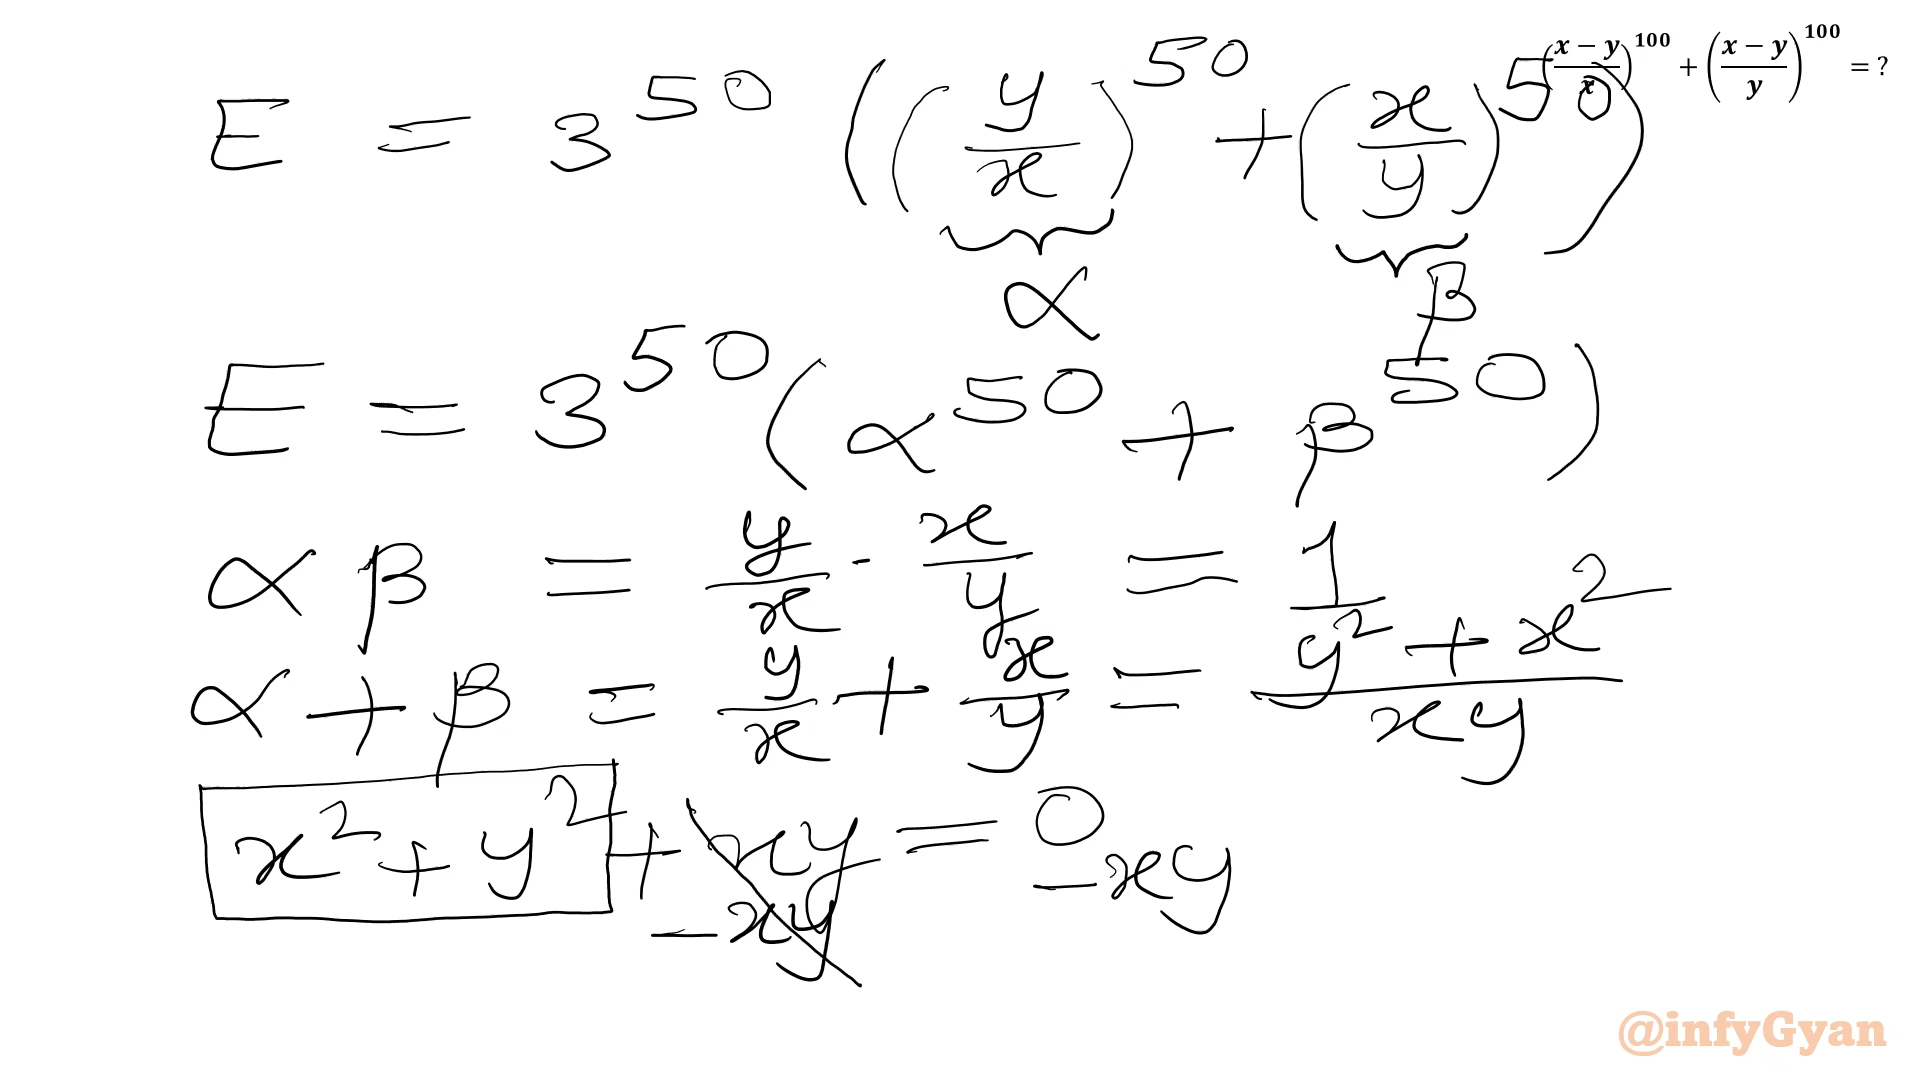 ((x − y)/x)^100 + ((x − y)/y)^100 = ?
E = 3^50 ((y/x)^50 + (x/y)^50)
α β
E = 3^50 (α^50 + β^50)
α β = y/x · x/y = 1
α + β = y/x + x/y = (y^2 + x^2)/(xy)
x^2 + y^2 + xy = 0
− xy − xy
@infyGyan